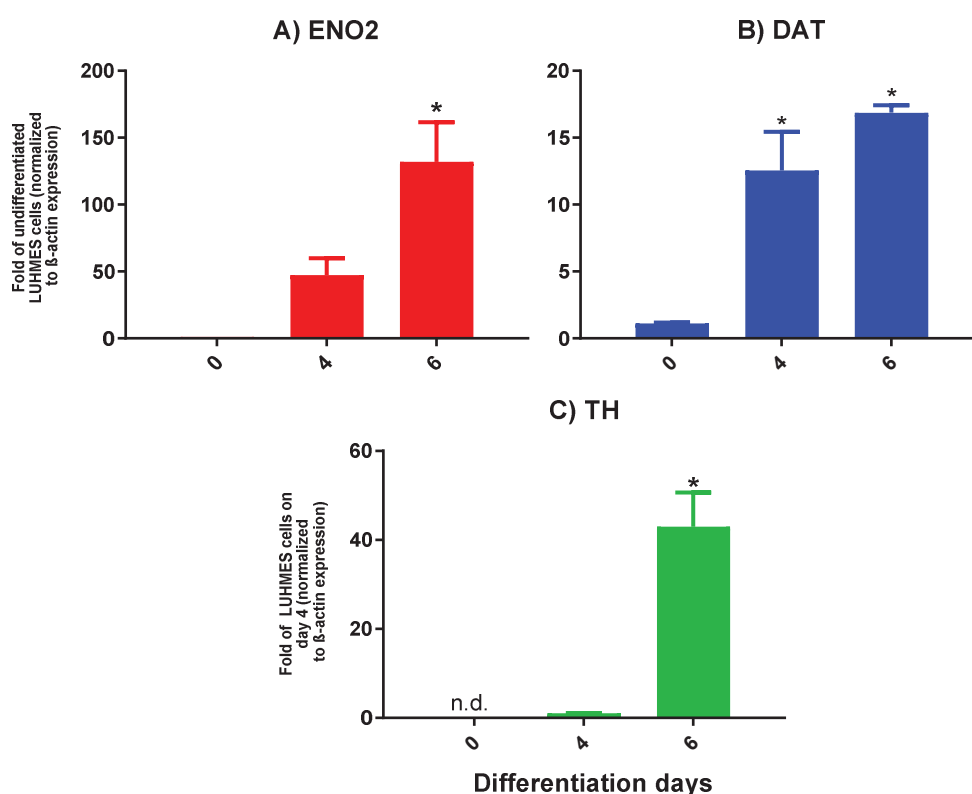 A) ENO2
Fold of undifferentiated
LUHMES cells (normalized
to ß-actin expression)
200
150
100
50
0
*
0 4 6
B) DAT
20
15
10
5
0
* *
0 4 6
C) TH
Fold of LUHMES cells on
day 4 (normalized
to ß-actin expression)
60
40
20
0
n.d.
*
0 4 6
Differentiation days